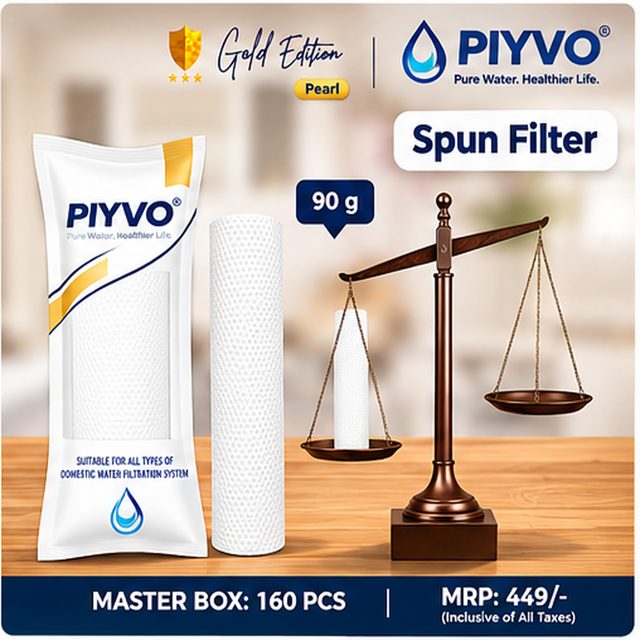 Gold Edition
Pearl
PIYVO®
Pure Water. Healthier Life.
Spun Filter
90 g
PIYVO®
Pure Water, Healthier Life.
SUITABLE FOR ALL TYPES OF
DOMESTIC WATER FILTRATION SYSTEM
MASTER BOX: 160 PCS
MRP: 449/-
(Inclusive of All Taxes)